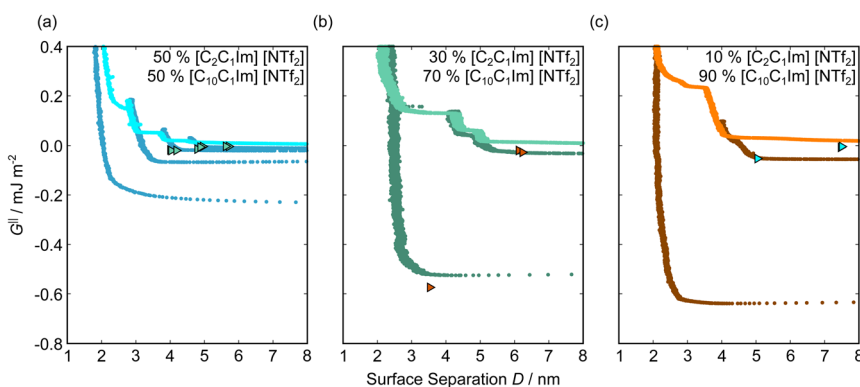 (a)
(b)
(c)
50 % [C₂C₁Im] [NTf₂]
50 % [C₁₀C₁Im] [NTf₂]
30 % [C₂C₁Im] [NTf₂]
70 % [C₁₀C₁Im] [NTf₂]
10 % [C₂C₁Im] [NTf₂]
90 % [C₁₀C₁Im] [NTf₂]
0.4
0.2
0.0
-0.2
-0.4
-0.6
-0.8
G^|| / mJ m⁻²
1 2 3 4 5 6 7 8
1 2 3 4 5 6 7 8
1 2 3 4 5 6 7 8
Surface Separation D / nm